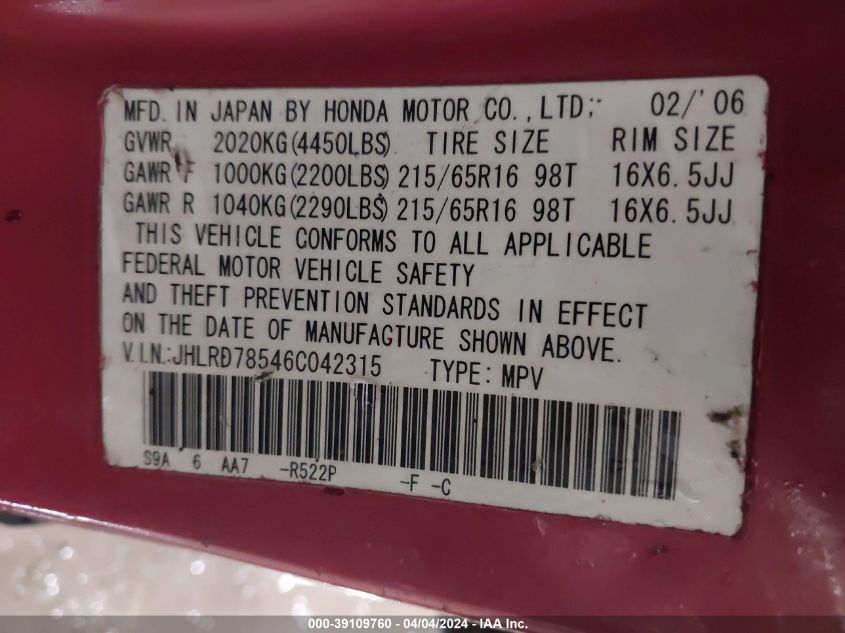 MFD. IN JAPAN BY HONDA MOTOR CO., LTD. 02/'06
GVWR 2020KG(4450LBS) TIRE SIZE RIM SIZE
GAWR F 1000KG(2200LBS) 215/65R16 98T 16X6.5JJ
GAWR R 1040KG(2290LBS) 215/65R16 98T 16X6.5JJ
THIS VEHICLE CONFORMS TO ALL APPLICABLE
FEDERAL MOTOR VEHICLE SAFETY
AND THEFT PREVENTION STANDARDS IN EFFECT
ON THE DATE OF MANUFACTURE SHOWN ABOVE.
V.I.N.:JHLRD78546C042315 TYPE: MPV
S9A 6 AA7 -R522P -F -C
000-39109760 - 04/04/2024 - IAA Inc.